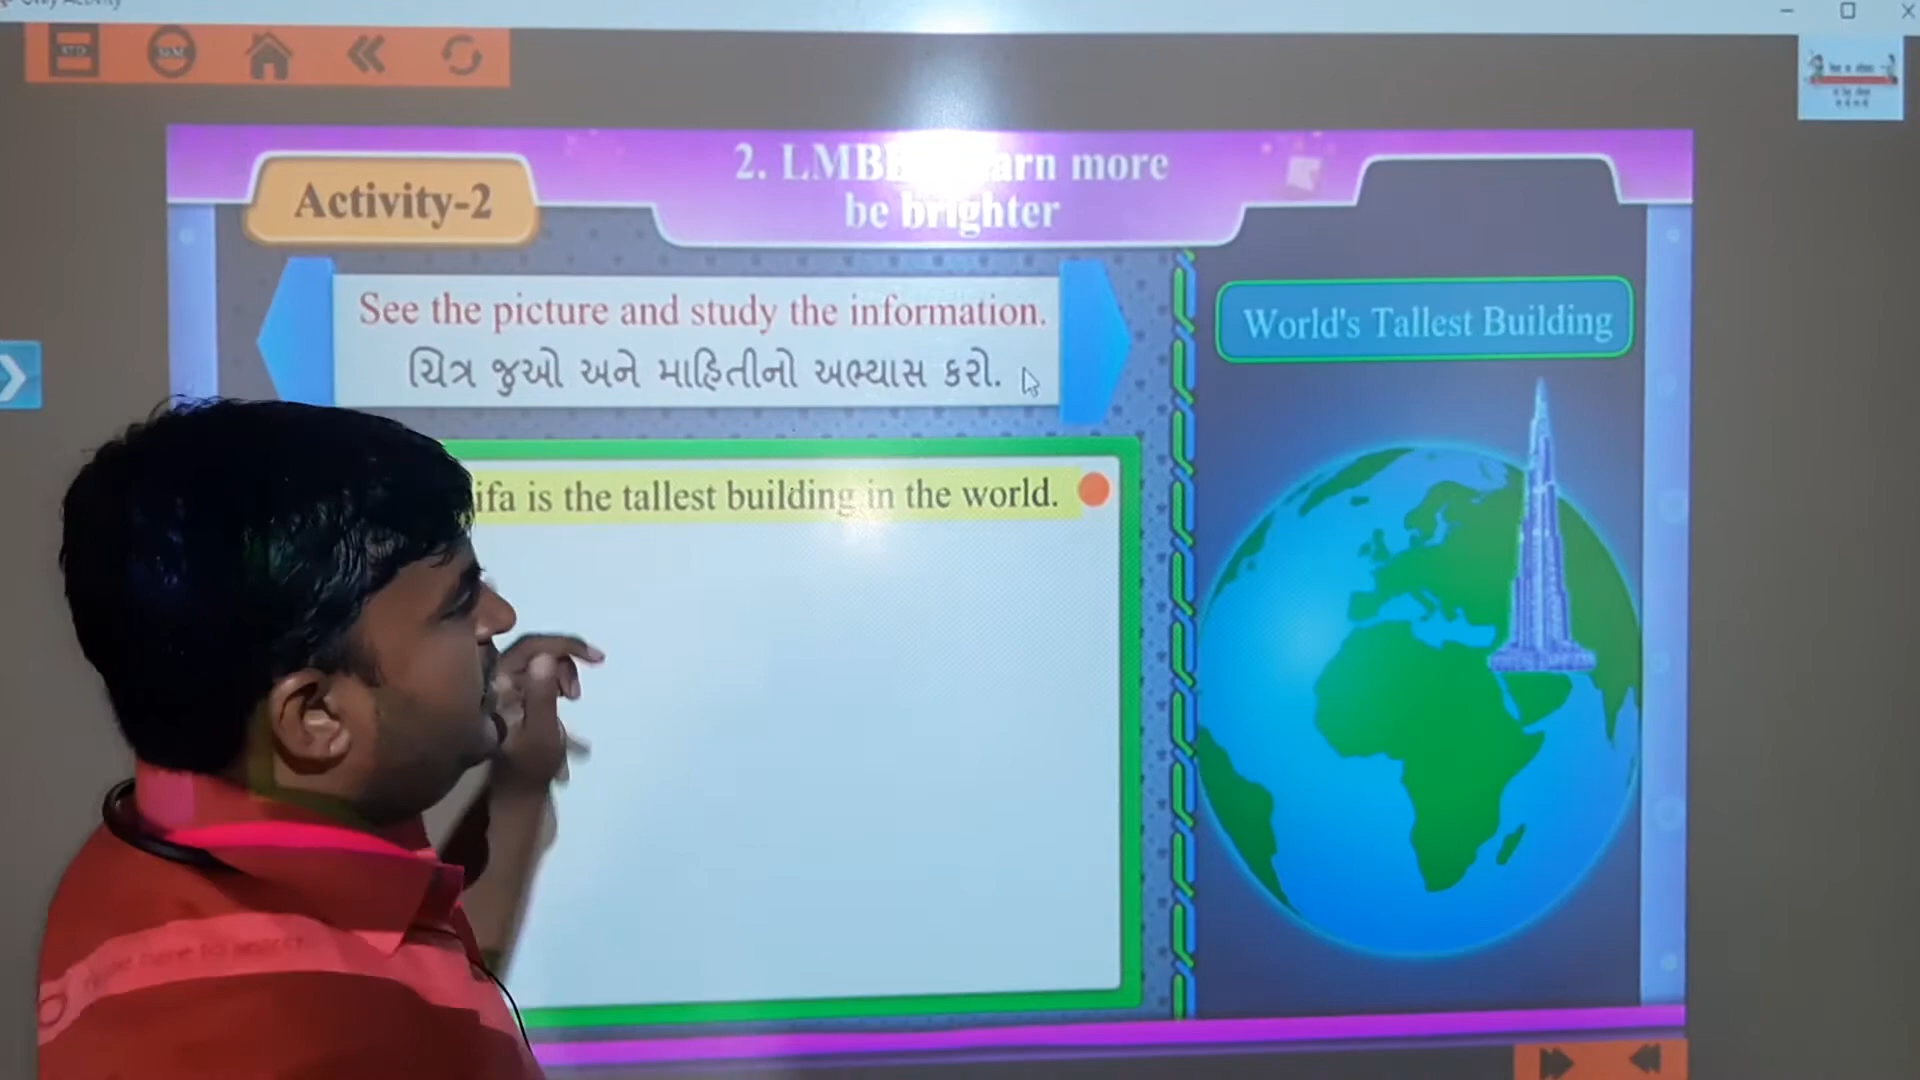 Activity-2
2. LMBB arn more
be brighter
See the picture and study the information.
ચિત્ર જુઓ અને માહિતીનો અભ્યાસ કરો.
World's Tallest Building
ifa is the tallest building in the world.